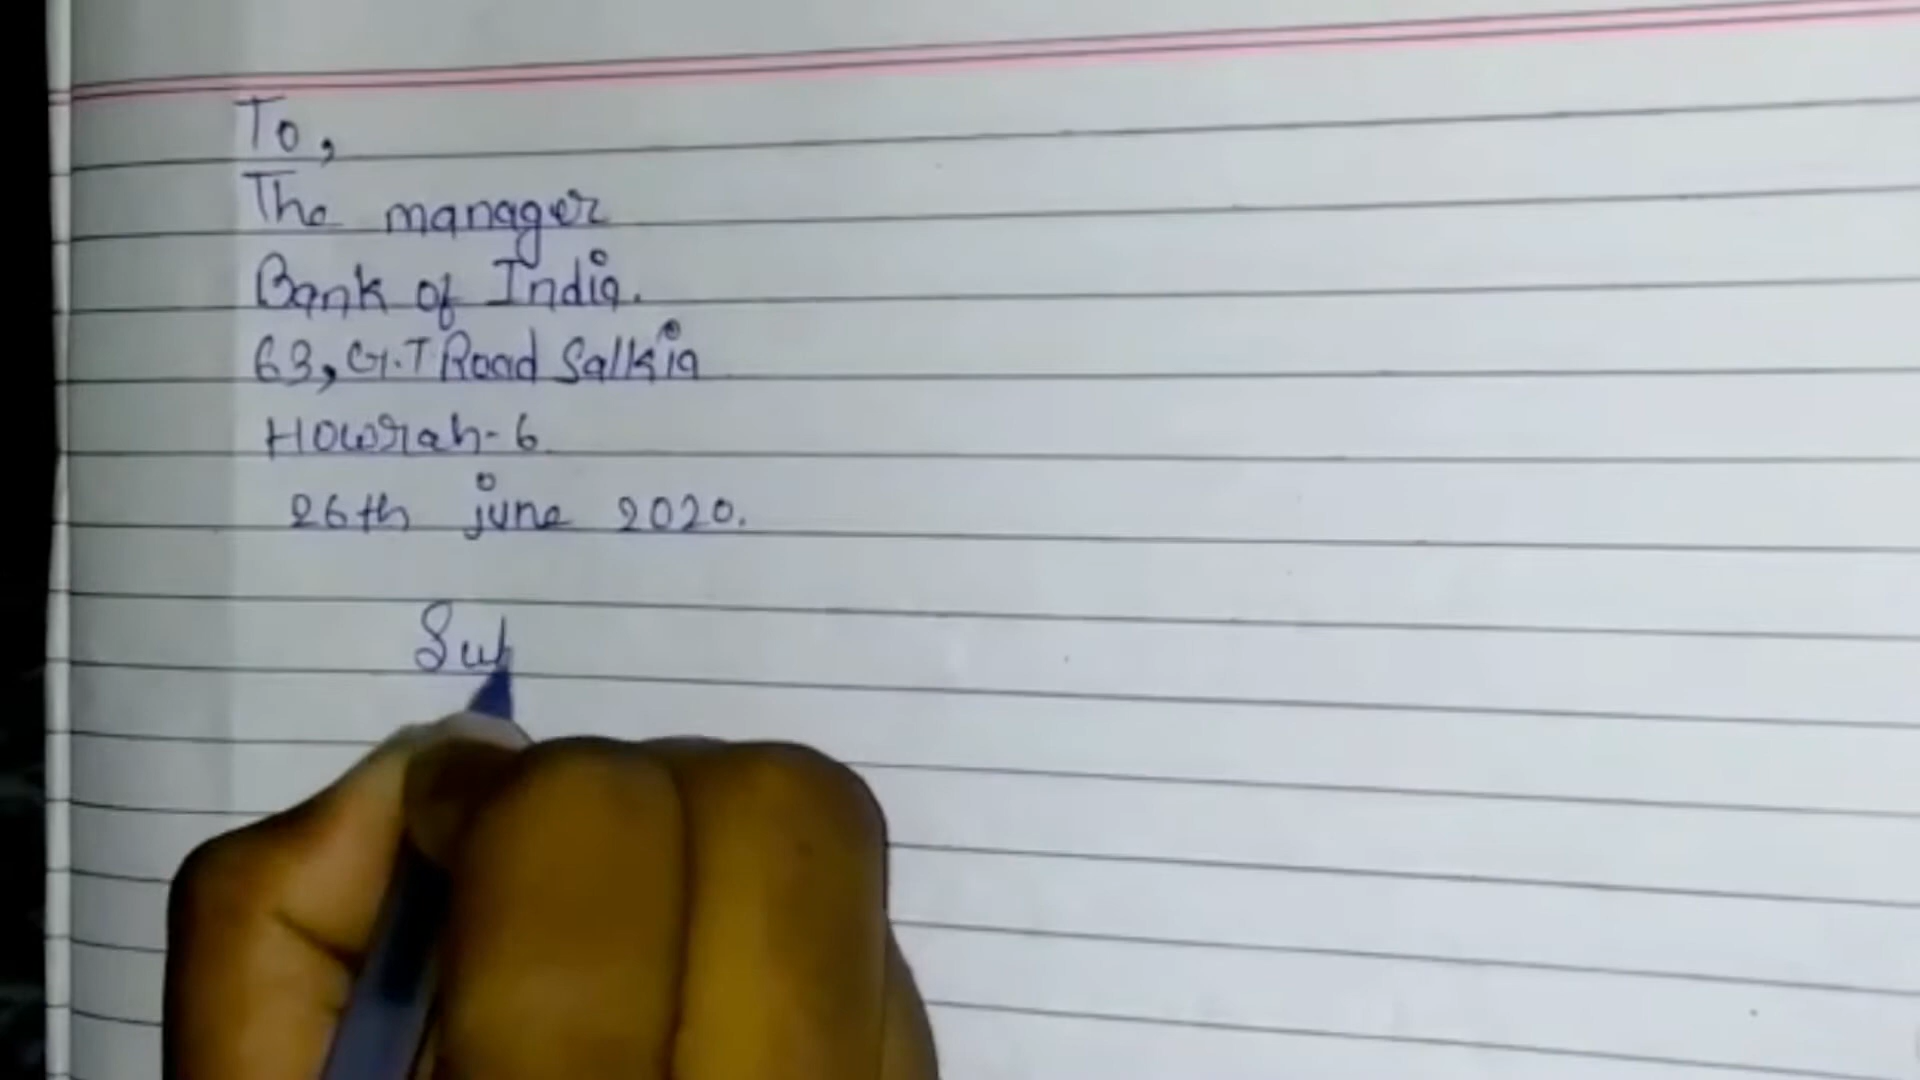 To,
The manager
Bank of India.
63, G.T Road Salkia
Howrah-6.
26th june 2020.
Sub